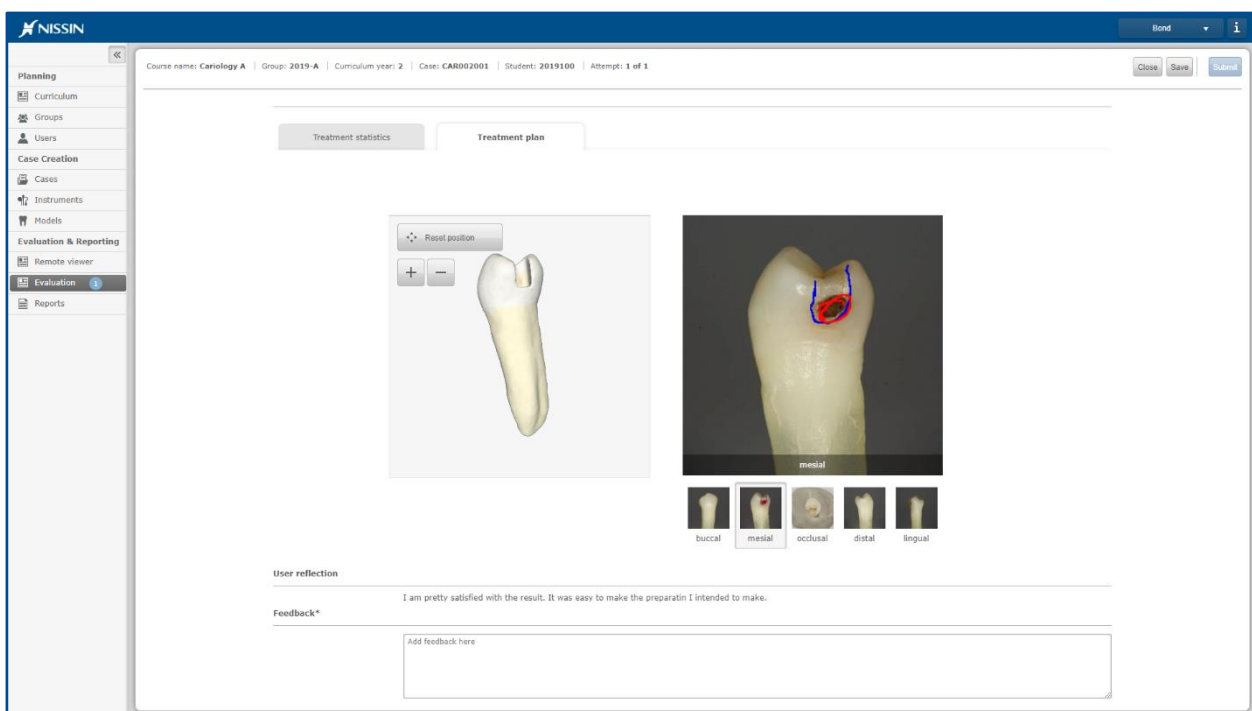 NISSIN
Bond
i
«
Planning
Curriculum
Groups
Users
Case Creation
Cases
Instruments
Models
Evaluation & Reporting
Remote viewer
Evaluation 1
Reports
Course name: Cariology A | Group: 2019-A | Curriculum year: 2 | Case: CAR002001 | Student: 2019100 | Attempt: 1 of 1
Close Save Submit
Treatment statistics Treatment plan
Reset position
+ −
mesial
buccal mesial occlusal distal lingual
User reflection
I am pretty satisfied with the result. It was easy to make the preparatin I intended to make.
Feedback*
Add feedback here